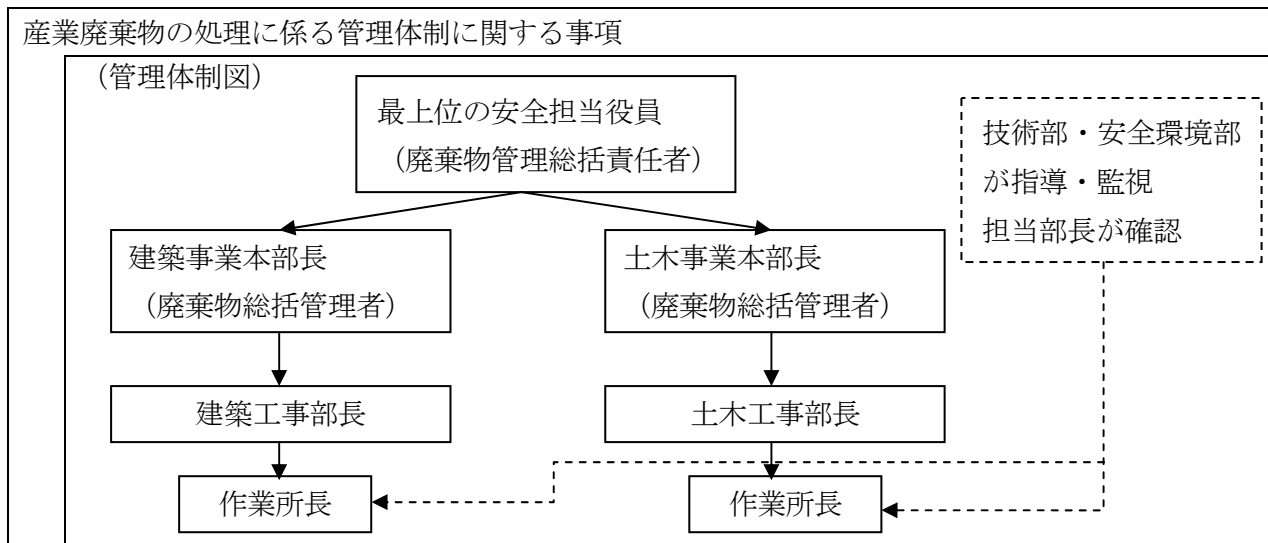 産業廃棄物の処理に係る管理体制に関する事項
（管理体制図）
最上位の安全担当役員
（廃棄物管理総括責任者）
技術部・安全環境部
が指導・監視
担当部長が確認
建築事業本部長
（廃棄物総括管理者）
土木事業本部長
（廃棄物総括管理者）
建築工事部長
土木工事部長
作業所長
作業所長